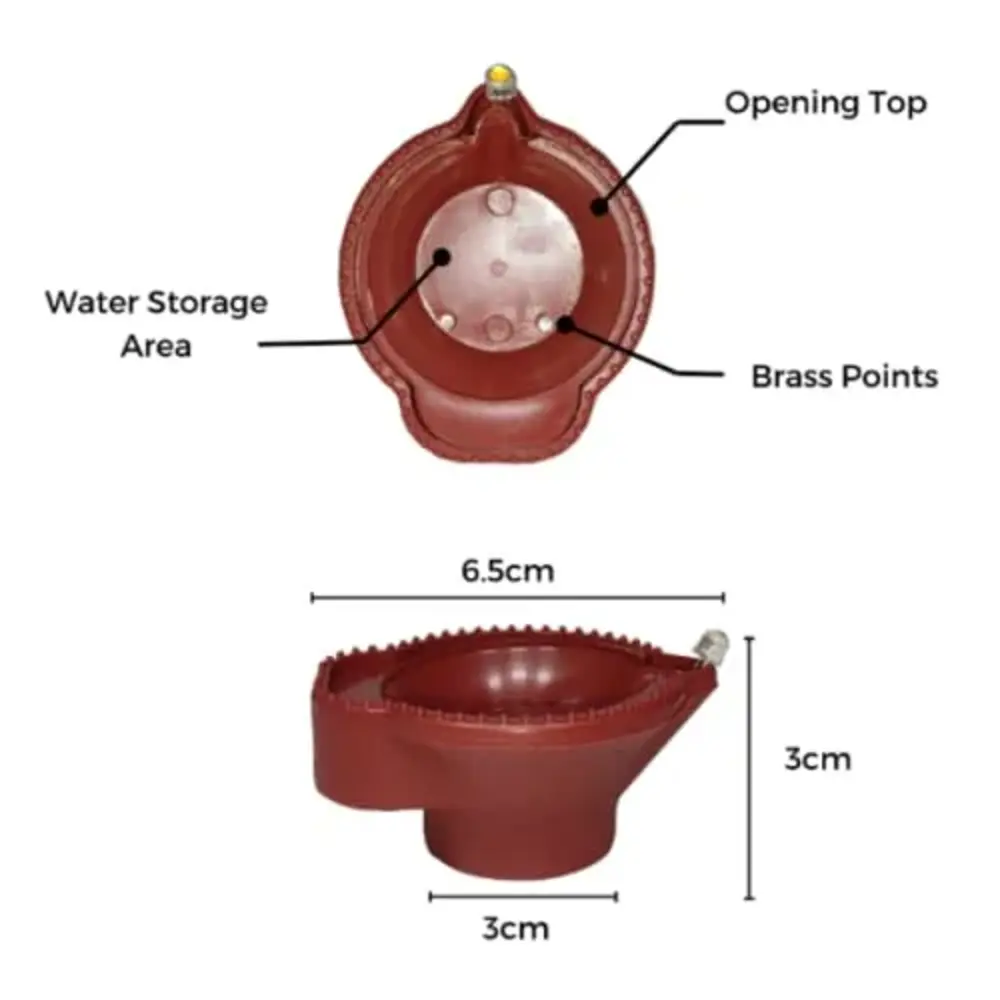 Opening Top
Water Storage
Area
Brass Points
6.5cm
3cm
3cm